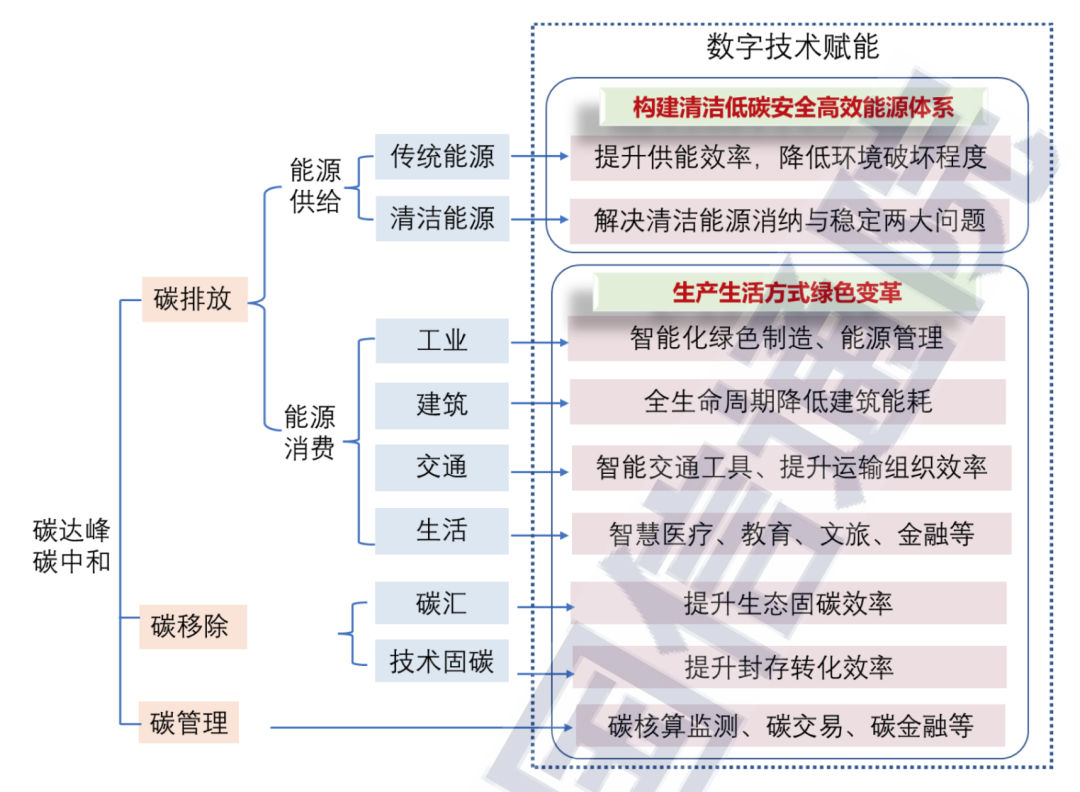 数字技术赋能
构建清洁低碳安全高效能源体系
能源
供给
传统能源
提升供能效率，降低环境破坏程度
清洁能源
解决清洁能源消纳与稳定两大问题
碳排放
生产生活方式绿色变革
能源
消费
工业
智能化绿色制造、能源管理
建筑
全生命周期降低建筑能耗
交通
智能交通工具、提升运输组织效率
生活
智慧医疗、教育、文旅、金融等
碳达峰
碳中和
碳移除
碳汇
提升生态固碳效率
技术固碳
提升封存转化效率
碳管理
碳核算监测、碳交易、碳金融等
国信通院